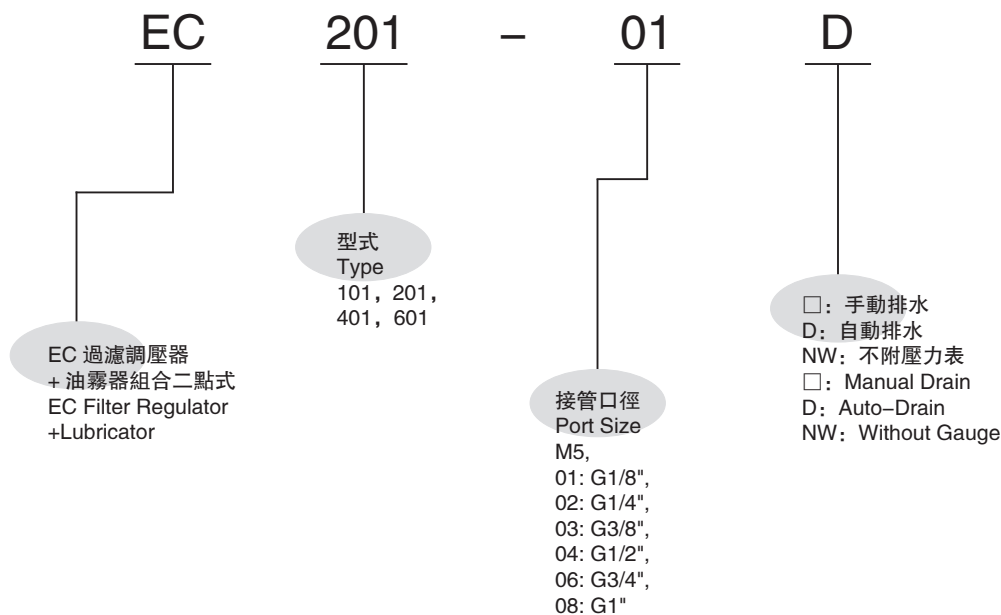 EC 201 – 01 D
型式
Type
101，201，
401，601
EC 過濾調壓器
+ 油霧器組合二點式
EC Filter Regulator
+Lubricator
接管口徑
Port Size
M5,
01: G1/8",
02: G1/4",
03: G3/8",
04: G1/2",
06: G3/4",
08: G1"
□：手動排水
D：自動排水
NW：不附壓力表
□：Manual Drain
D：Auto–Drain
NW：Without Gauge